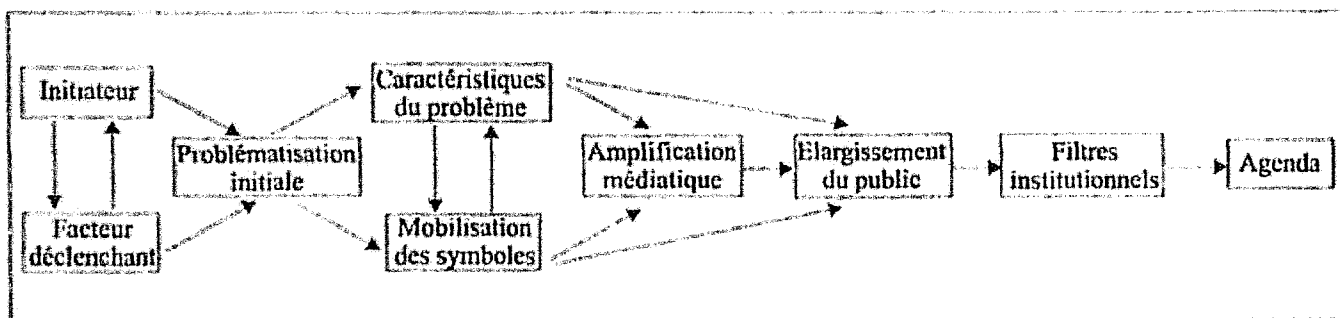 Initiateur
Facteur
déclenchant
Problématisation
initiale
Caractéristiques
du problème
Mobilisation
des symboles
Amplification
médiatique
Elargissement
du public
Filtres
institutionnels
Agenda